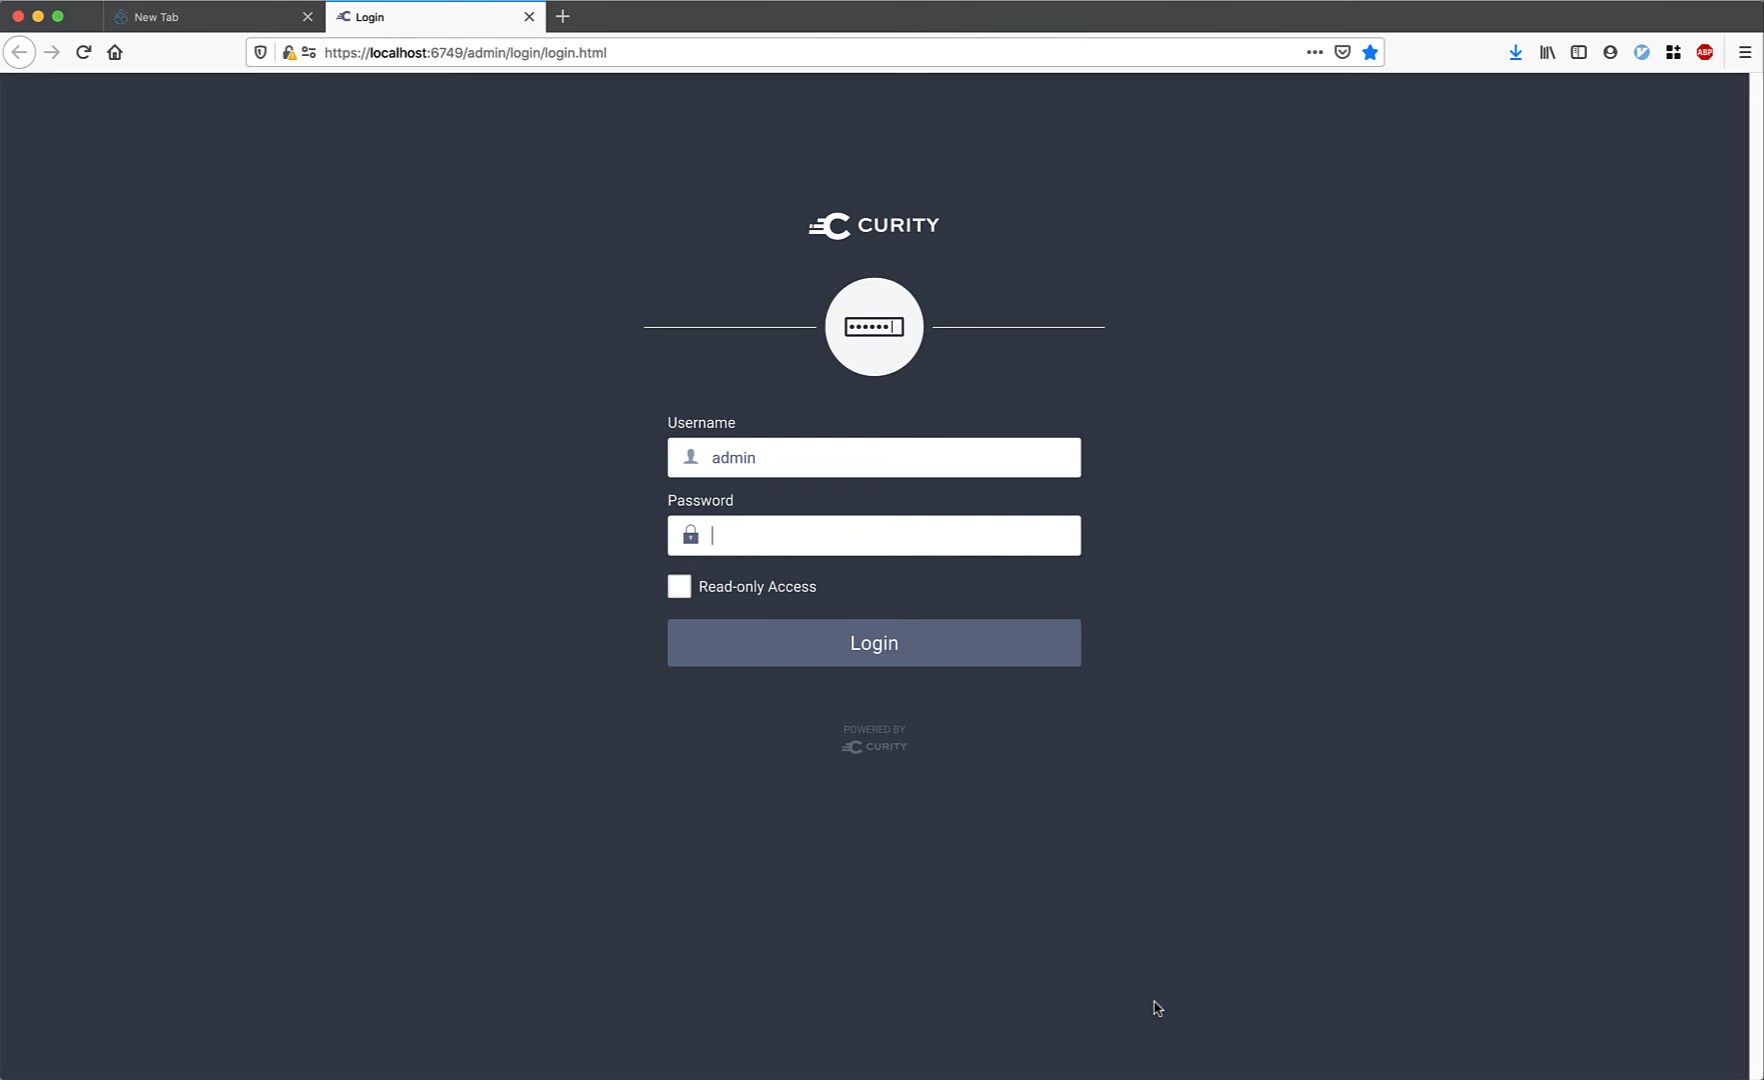 New Tab
Login
https://localhost:6749/admin/login/login.html
ABP
CURITY
Username
admin
Password
Read-only Access
Login
POWERED BY
CURITY